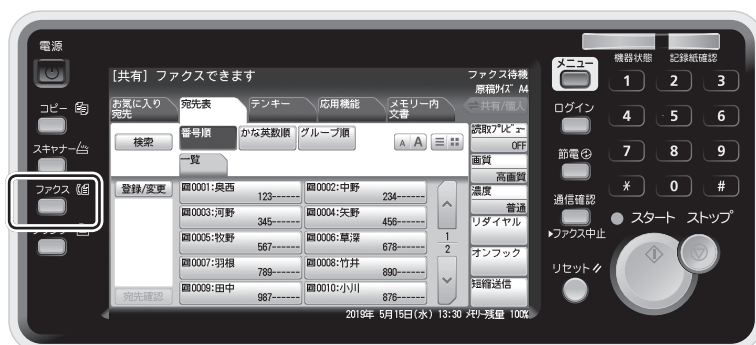 電源
コピー
スキャナー
ファクス
[共有] ファクスできます
ファクス待機
原稿ｻｲｽﾞ A4
お気に入り
宛先
宛先表
テンキー
応用機能
メモリー内
文書
共有/個人
検索
番号順
かな英数順
グループ順
A A
一覧
読取ﾌﾟﾚﾋﾞｭｰ
OFF
画質
高画質
濃度
普通
リダイヤル
オンフック
短縮送信
登録/変更
0001:奥西
123------
0002:中野
234------
0003:河野
345------
0004:矢野
456------
0005:牧野
567------
0006:草深
678------
0007:羽根
789------
0008:竹井
890------
0009:田中
987------
0010:小川
876------
1
2
宛先確認
2019年 5月15日(水) 13:30 ﾒﾓﾘｰ残量 100%
メニュー
ログイン
節電
通信確認
▶ファクス中止
リセット
機器状態
記録紙確認
1 2 3
4 5 6
7 8 9
* 0 #
スタート ストップ